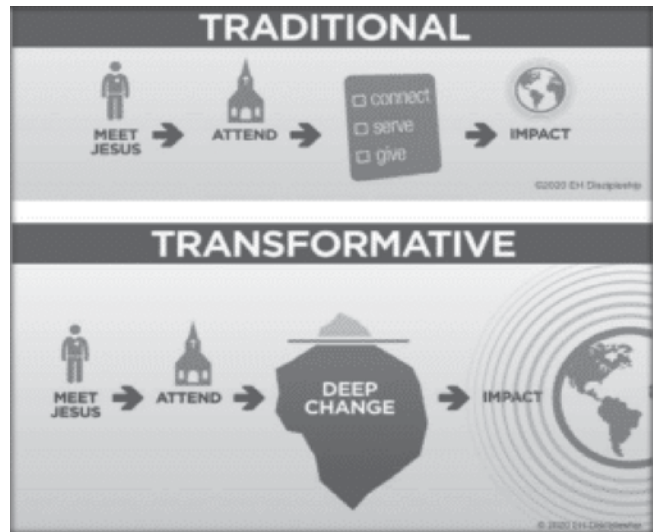 TRADITIONAL
MEET
JESUS
ATTEND
connect
serve
give
IMPACT
©2020 EH Discipleship
TRANSFORMATIVE
MEET
JESUS
ATTEND
DEEP
CHANGE
IMPACT
© 2020 EH Discipleship